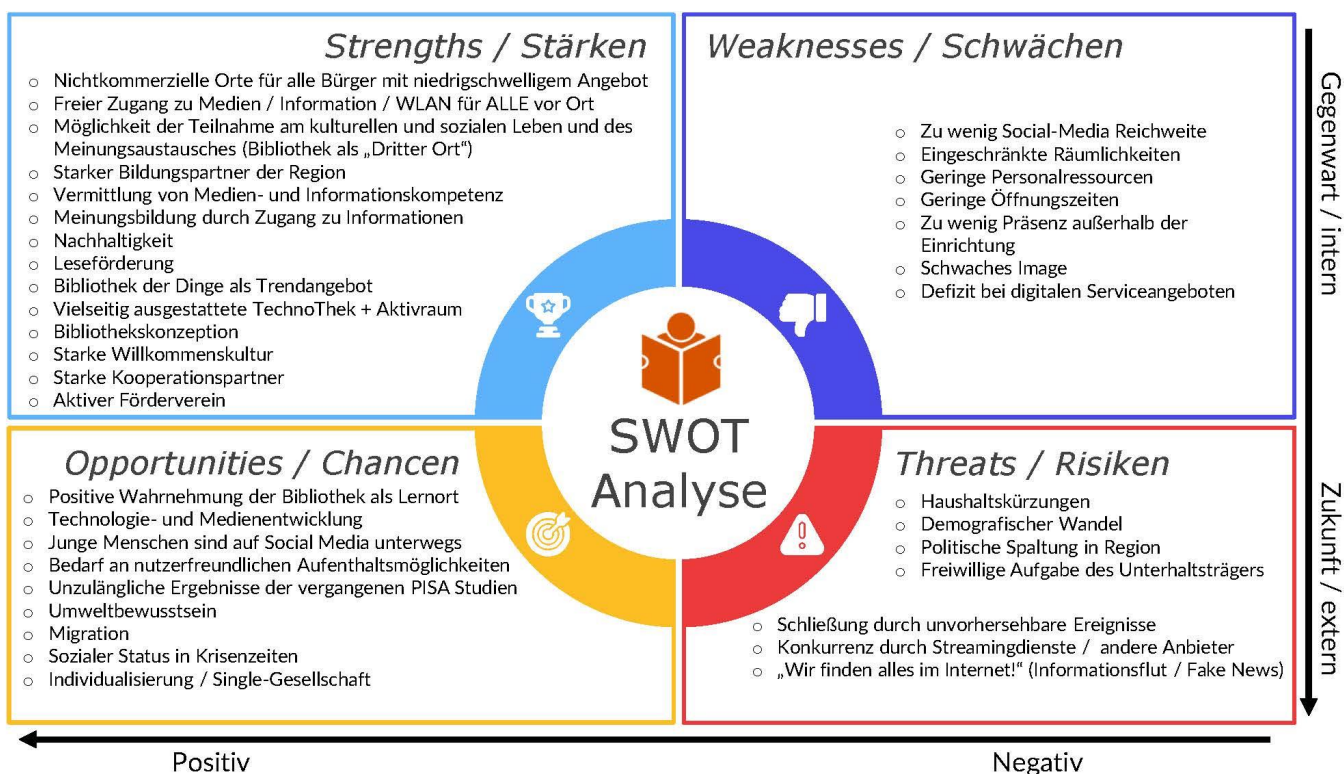 Strengths / Stärken
o Nichtkommerzielle Orte für alle Bürger mit niedrigschwelligem Angebot
o Freier Zugang zu Medien / Information / WLAN für ALLE vor Ort
o Möglichkeit der Teilnahme am kulturellen und sozialen Leben und des
Meinungsaustausches (Bibliothek als „Dritter Ort“)
o Starker Bildungspartner der Region
o Vermittlung von Medien- und Informationskompetenz
o Meinungsbildung durch Zugang zu Informationen
o Nachhaltigkeit
o Leseförderung
o Bibliothek der Dinge als Trendangebot
o Vielseitig ausgestattete TechnoThek + Aktivraum
o Bibliothekskonzeption
o Starke Willkommenskultur
o Starke Kooperationspartner
o Aktiver Förderverein
Weaknesses / Schwächen
o Zu wenig Social-Media Reichweite
o Eingeschränkte Räumlichkeiten
o Geringe Personalressourcen
o Geringe Öffnungszeiten
o Zu wenig Präsenz außerhalb der
Einrichtung
o Schwaches Image
o Defizit bei digitalen Serviceangeboten
Gegenwart / intern
SWOT
Analyse
Opportunities / Chancen
o Positive Wahrnehmung der Bibliothek als Lernort
o Technologie- und Medienentwicklung
o Junge Menschen sind auf Social Media unterwegs
o Bedarf an nutzerfreundlichen Aufenthaltsmöglichkeiten
o Unzulängliche Ergebnisse der vergangenen PISA Studien
o Umweltbewusstsein
o Migration
o Sozialer Status in Krisenzeiten
o Individualisierung / Single-Gesellschaft
Threats / Risiken
o Haushaltskürzungen
o Demografischer Wandel
o Politische Spaltung in Region
o Freiwillige Aufgabe des Unterhaltsträgers
o Schließung durch unvorhersehbare Ereignisse
o Konkurrenz durch Streamingdienste / andere Anbieter
o „Wir finden alles im Internet!“ (Informationsflut / Fake News)
Zukunft / extern
Positiv
Negativ